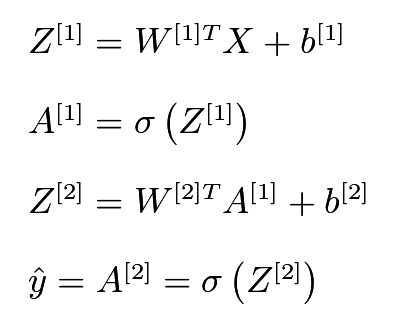 Z^{[1]} = W^{[1]T} X + b^{[1]}
A^{[1]} = σ (Z^{[1]})
Z^{[2]} = W^{[2]T} A^{[1]} + b^{[2]}
ŷ = A^{[2]} = σ (Z^{[2]})